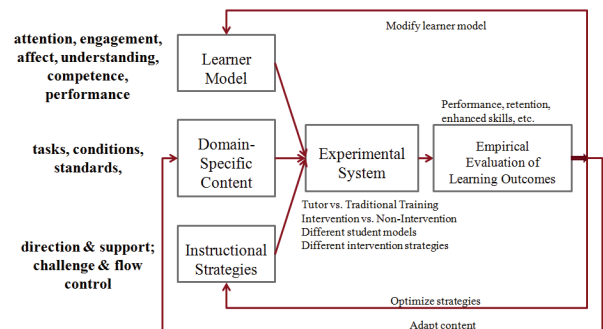 Modify learner model
attention, engagement,
affect, understanding,
competence,
performance
Learner
Model
Performance, retention,
enhanced skills, etc.
tasks, conditions,
standards,
Domain-
Specific
Content
Experimental
System
Empirical
Evaluation of
Learning Outcomes
Tutor vs. Traditional Training
Intervention vs. Non-Intervention
Different student models
Different intervention strategies
direction & support;
challenge & flow
control
Instructional
Strategies
Optimize strategies
Adapt content